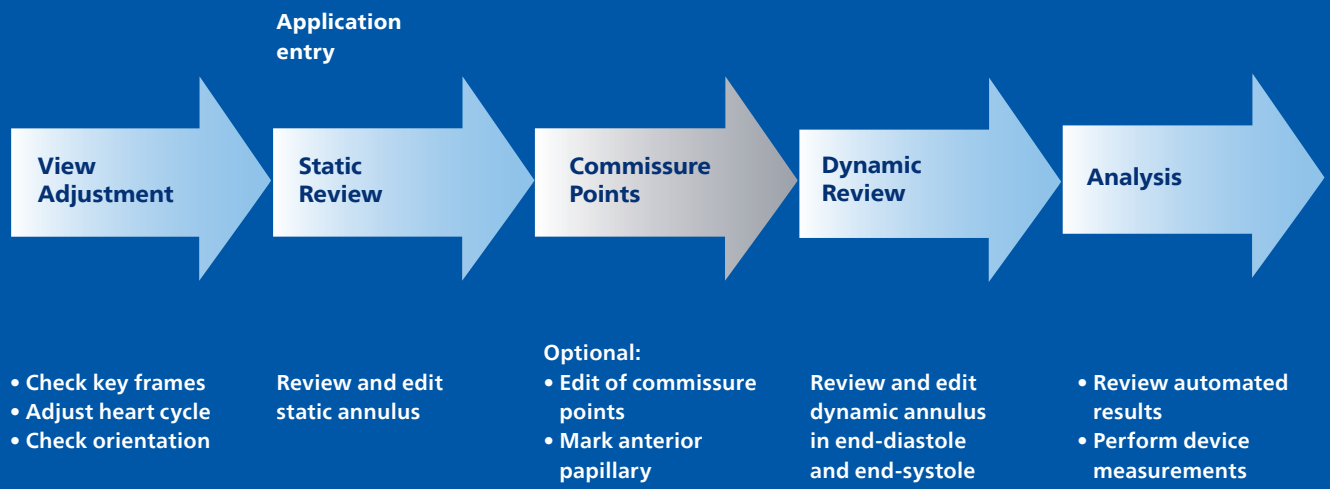 Application
entry
View
Adjustment
Static
Review
Commissure
Points
Dynamic
Review
Analysis
• Check key frames
• Adjust heart cycle
• Check orientation
Review and edit
static annulus
Optional:
• Edit of commissure
points
• Mark anterior
papillary
Review and edit
dynamic annulus
in end-diastole
and end-systole
• Review automated
results
• Perform device
measurements